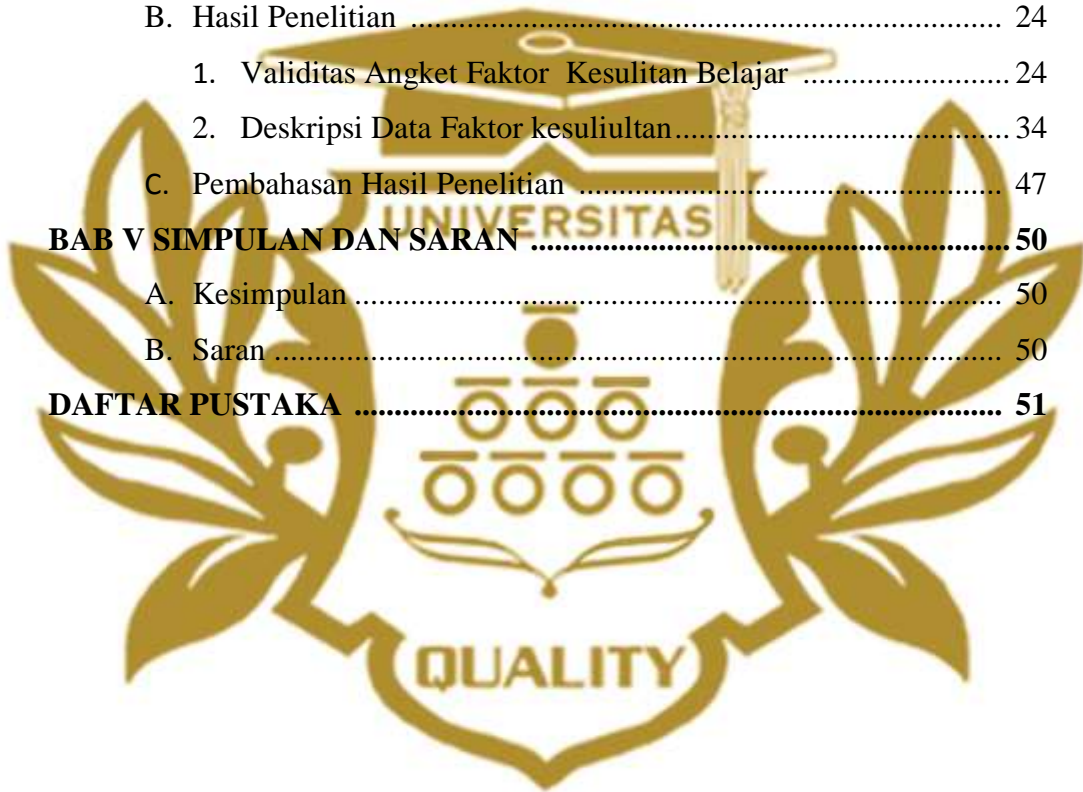 B. Hasil Penelitian ........................................................................... 24
1. Validitas Angket Faktor Kesulitan Belajar .......................... 24
2. Deskripsi Data Faktor kesuliultan.......................................... 34
C. Pembahasan Hasil Penelitian ..................................................... 47
UNIVERSITAS
BAB V SIMPULAN DAN SARAN ............................................................ 50
A. Kesimpulan ................................................................................. 50
B. Saran ........................................................................................... 50
DAFTAR PUSTAKA ................................................................................. 51
QUALITY